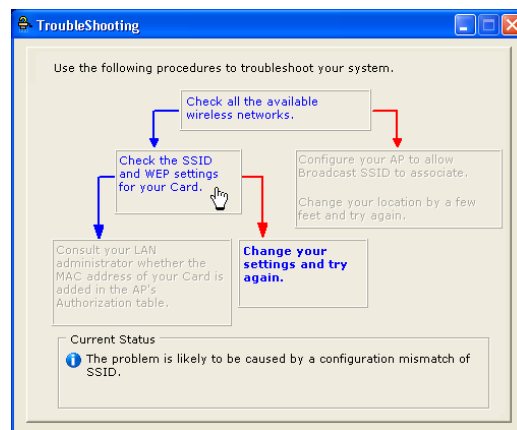 TroubleShooting
Use the following procedures to troubleshoot your system.
Check all the available
wireless networks.
Check the SSID
and WEP settings
for your Card.
Configure your AP to allow
Broadcast SSID to associate.
Change your location by a few
feet and try again.
Consult your LAN
administrator whether the
MAC address of your Card is
added in the AP's
Authorization table.
Change your
settings and try
again.
Current Status
The problem is likely to be caused by a configuration mismatch of
SSID.